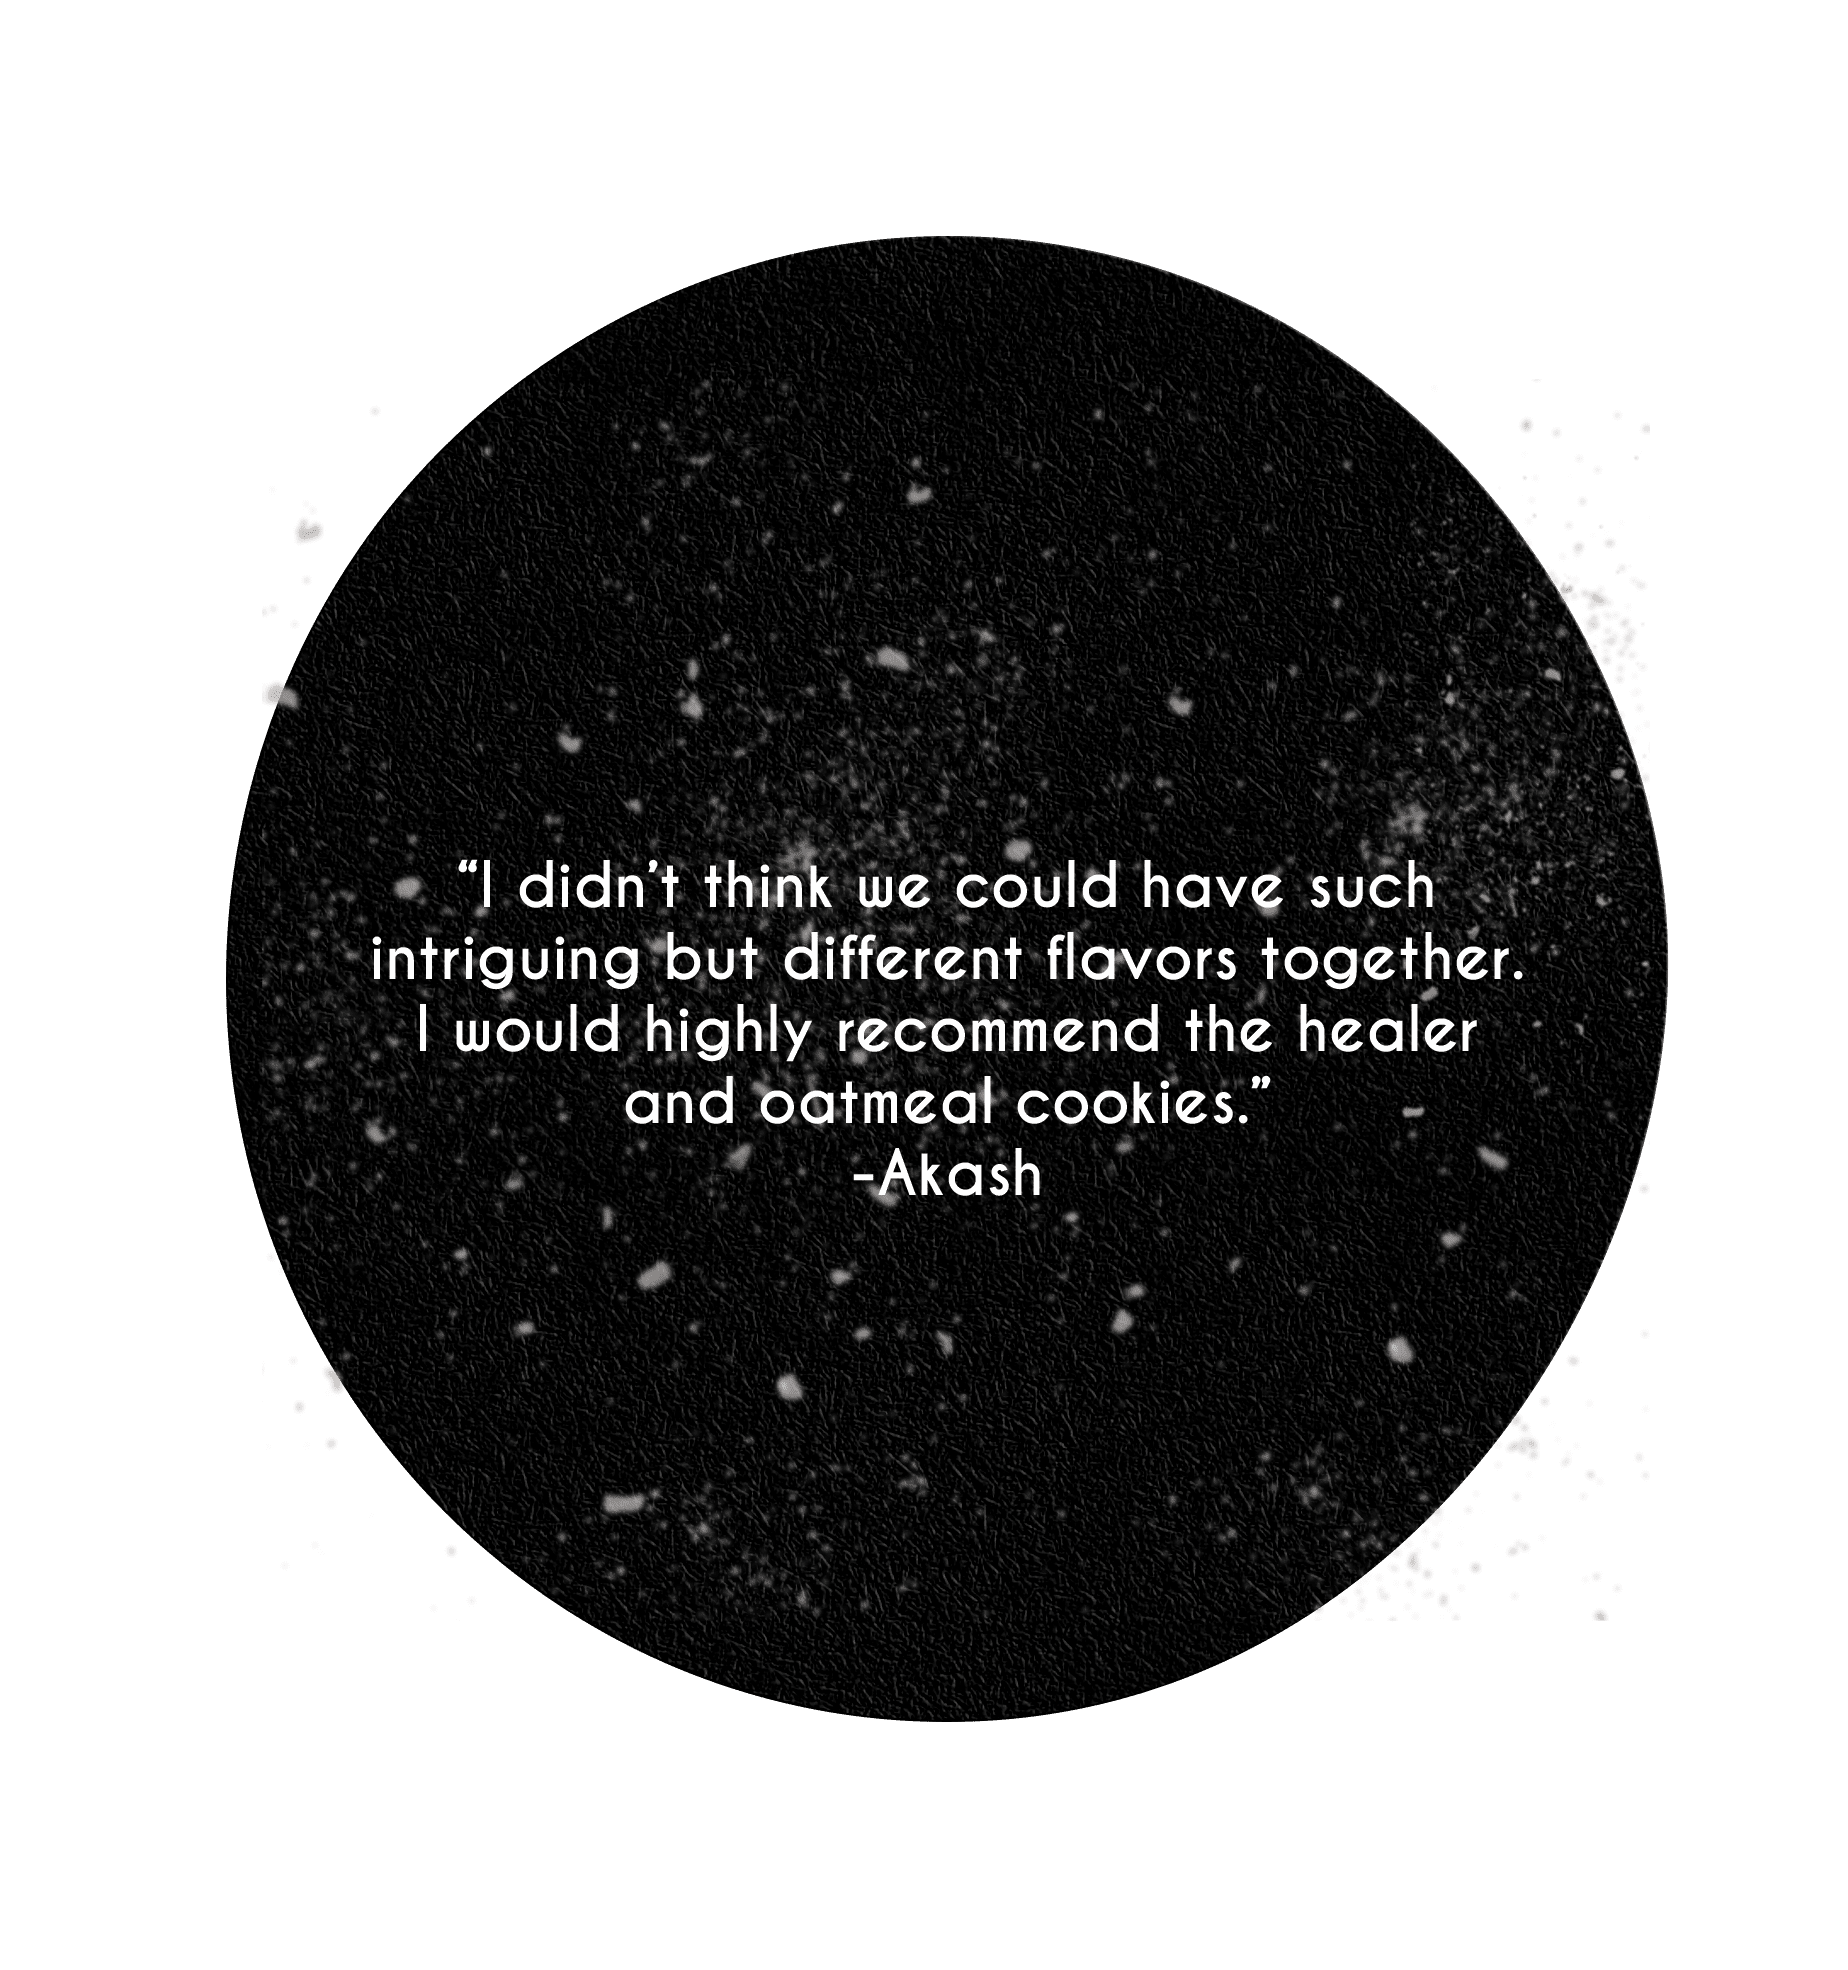 “I didn’t think we could have such
intriguing but different flavors together.
I would highly recommend the healer
and oatmeal cookies.”
-Akash